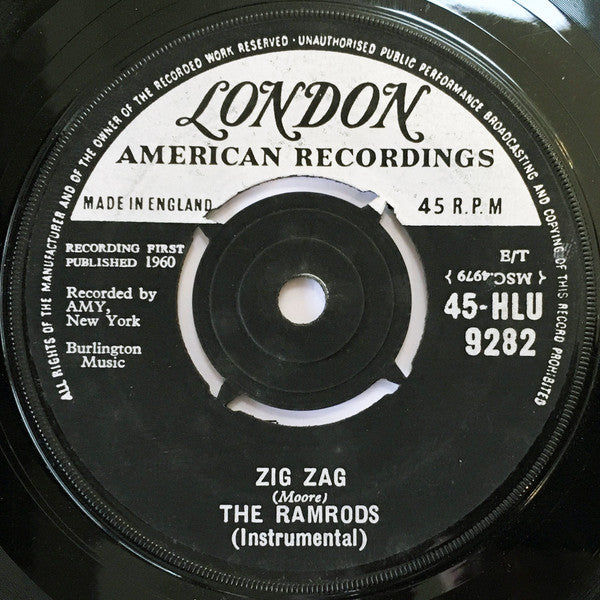 ALL RIGHTS OF THE MANUFACTURER AND OF THE OWNER OF THE RECORDED WORK RESERVED · UNAUTHORISED PUBLIC PERFORMANCE BROADCASTING AND COPYING OF THIS RECORD PROHIBITED
LONDON
AMERICAN RECORDINGS
MADE IN ENGLAND
45 R.P.M
RECORDING FIRST
PUBLISHED 1960
Recorded by
AMY,
New York
Burlington
Music
E/T
{ MSC.4979 }
45-HLU
9282
ZIG ZAG
(Moore)
THE RAMRODS
(Instrumental)